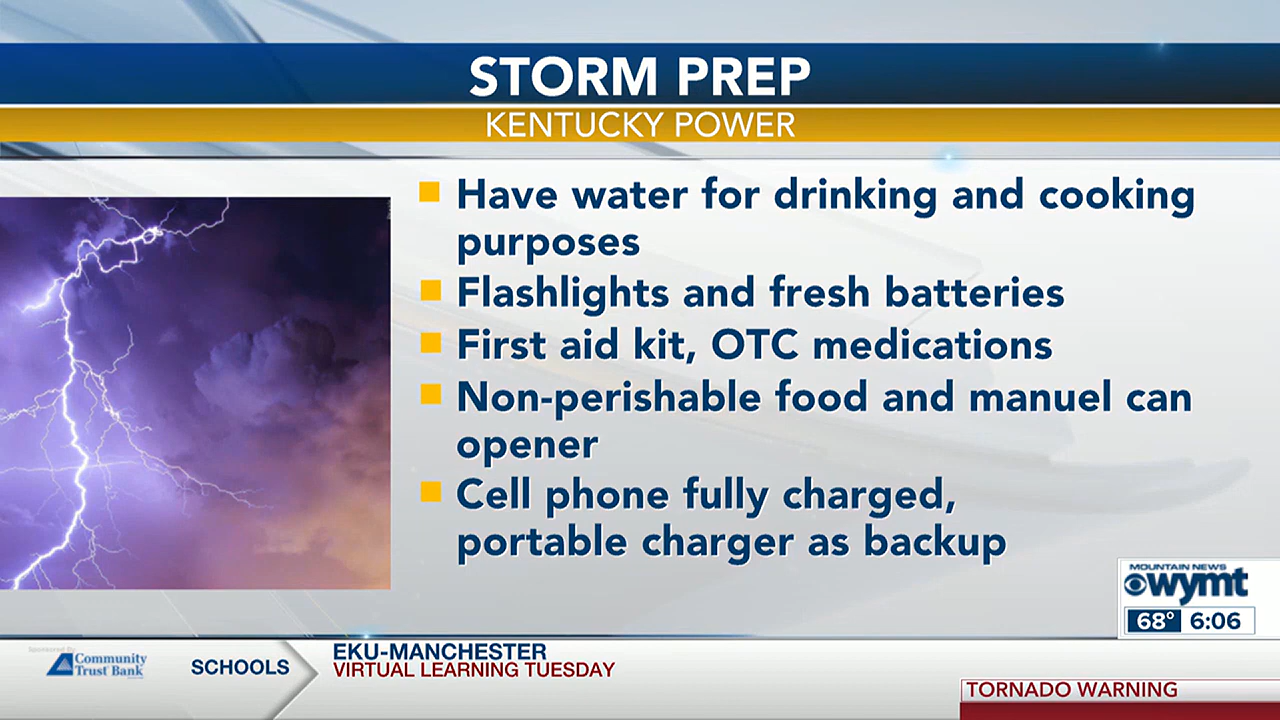 STORM PREP
KENTUCKY POWER
Have water for drinking and cooking
purposes
Flashlights and fresh batteries
First aid kit, OTC medications
Non-perishable food and manuel can
opener
Cell phone fully charged,
portable charger as backup
MOUNTAIN NEWS
wymt
68° 6:06
Sponsored By
Community
Trust Bank
SCHOOLS
EKU-MANCHESTER
VIRTUAL LEARNING TUESDAY
TORNADO WARNING